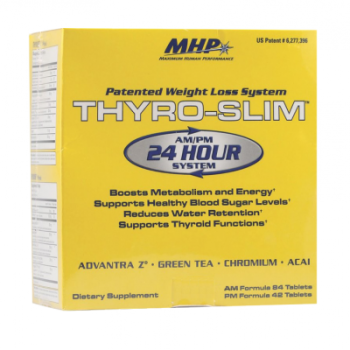 MHP
US Patent # 6,277,396
MAXIMUM HUMAN PERFORMANCE
Patented Weight Loss System
THYRO-SLIM™
AM/PM
24 HOUR
SYSTEM
Boosts Metabolism and Energy†
Supports Healthy Blood Sugar Levels†
Reduces Water Retention†
Supports Thyroid Functions†
ADVANTRA Z® • GREEN TEA • CHROMIUM • ACAI
Dietary Supplement
AM Formula 84 Tablets
PM Formula 42 Tablets